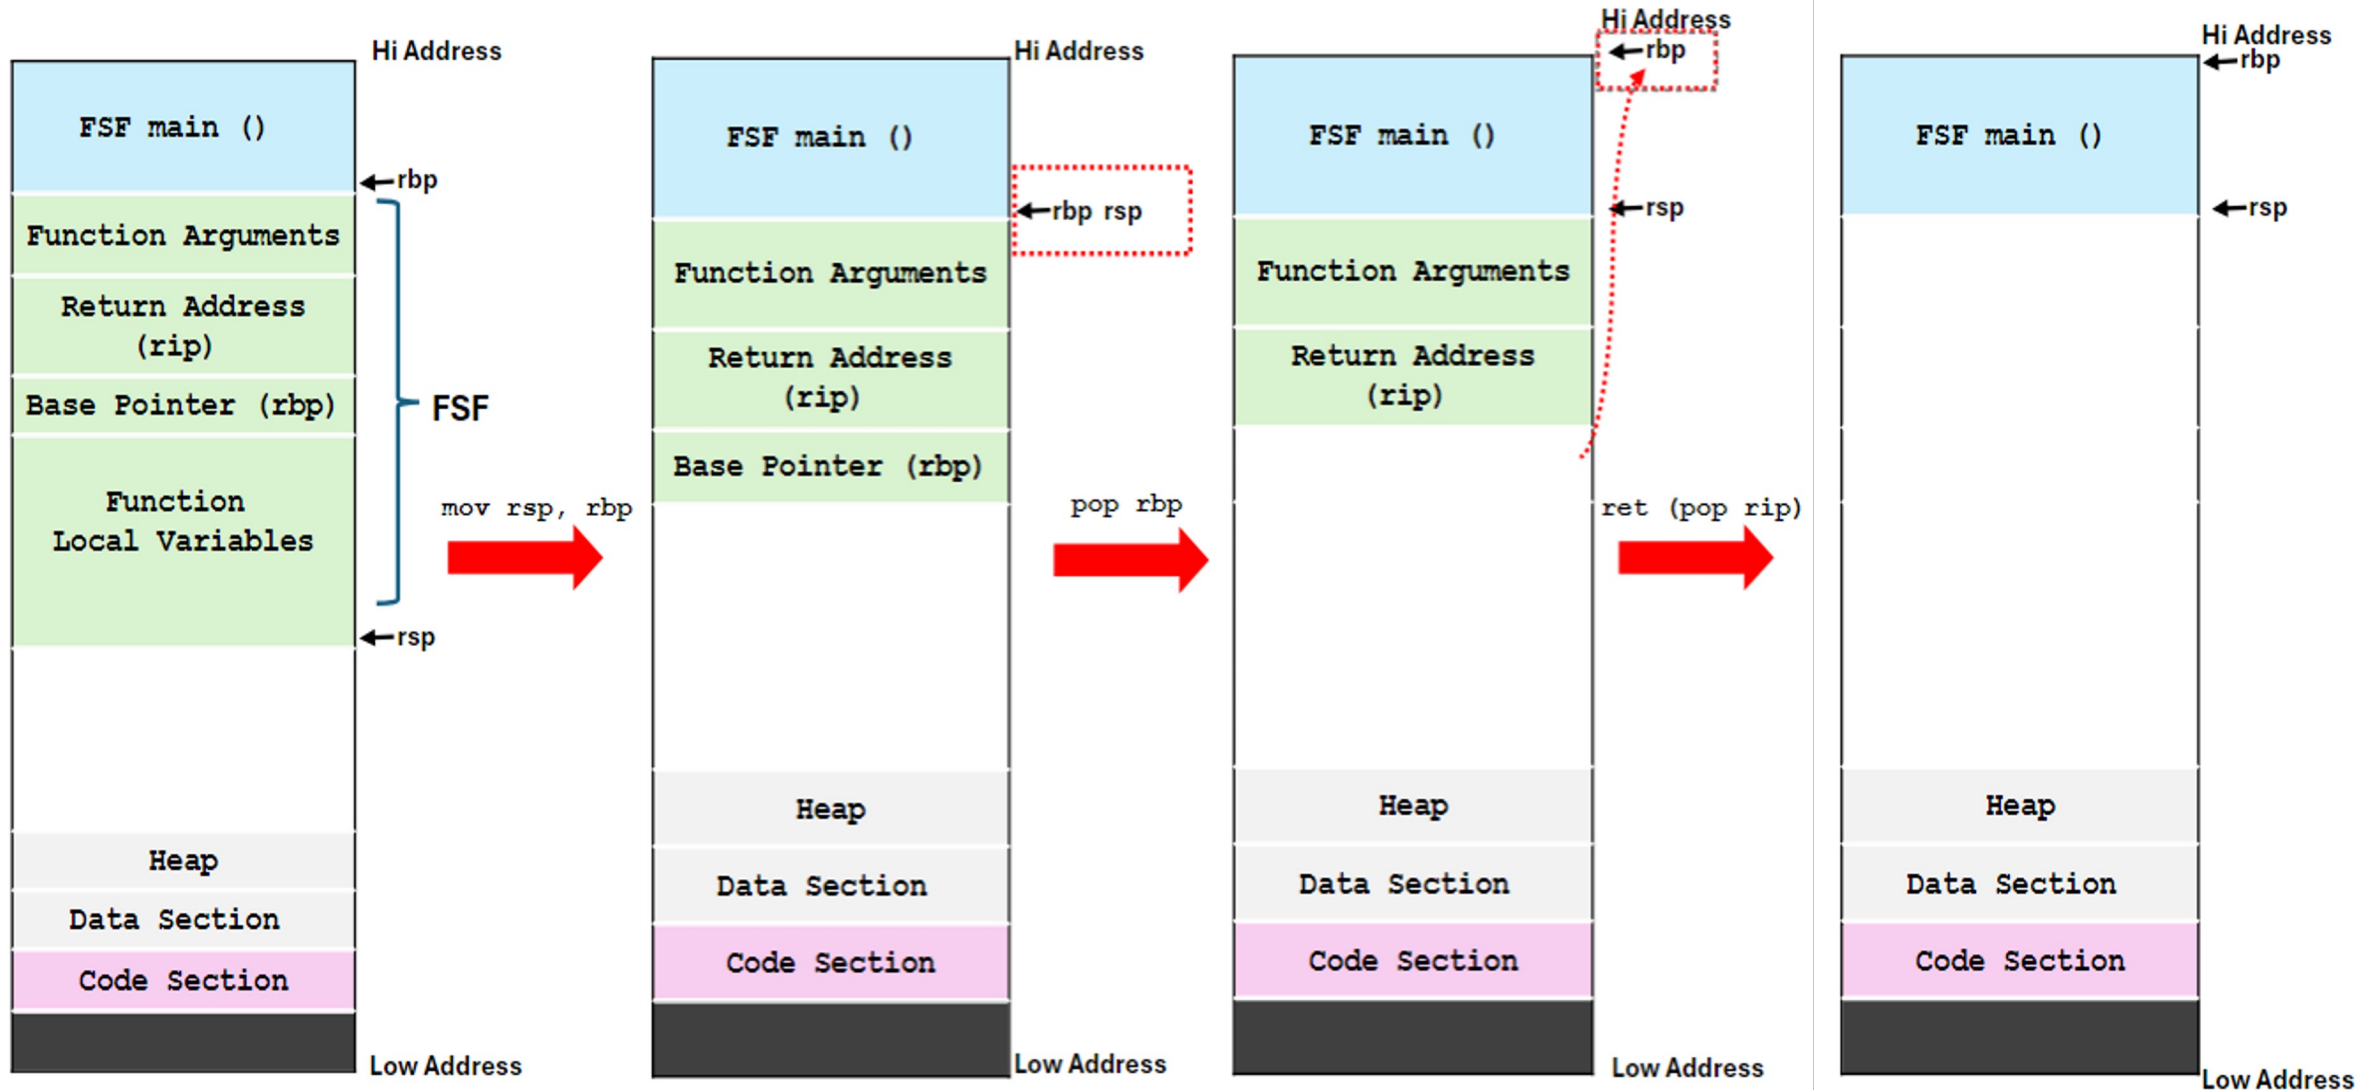 Hi Address
FSF main ()
rbp
Function Arguments
Return Address
(rip)
Base Pointer (rbp)
FSF
Function
Local Variables
rsp
Heap
Data Section
Code Section
Low Address
mov rsp, rbp
Hi Address
FSF main ()
rbp rsp
Function Arguments
Return Address
(rip)
Base Pointer (rbp)
Heap
Data Section
Code Section
Low Address
pop rbp
Hi Address
rbp
FSF main ()
rsp
Function Arguments
Return Address
(rip)
Heap
Data Section
Code Section
Low Address
ret (pop rip)
Hi Address
rbp
FSF main ()
rsp
Heap
Data Section
Code Section
Low Address